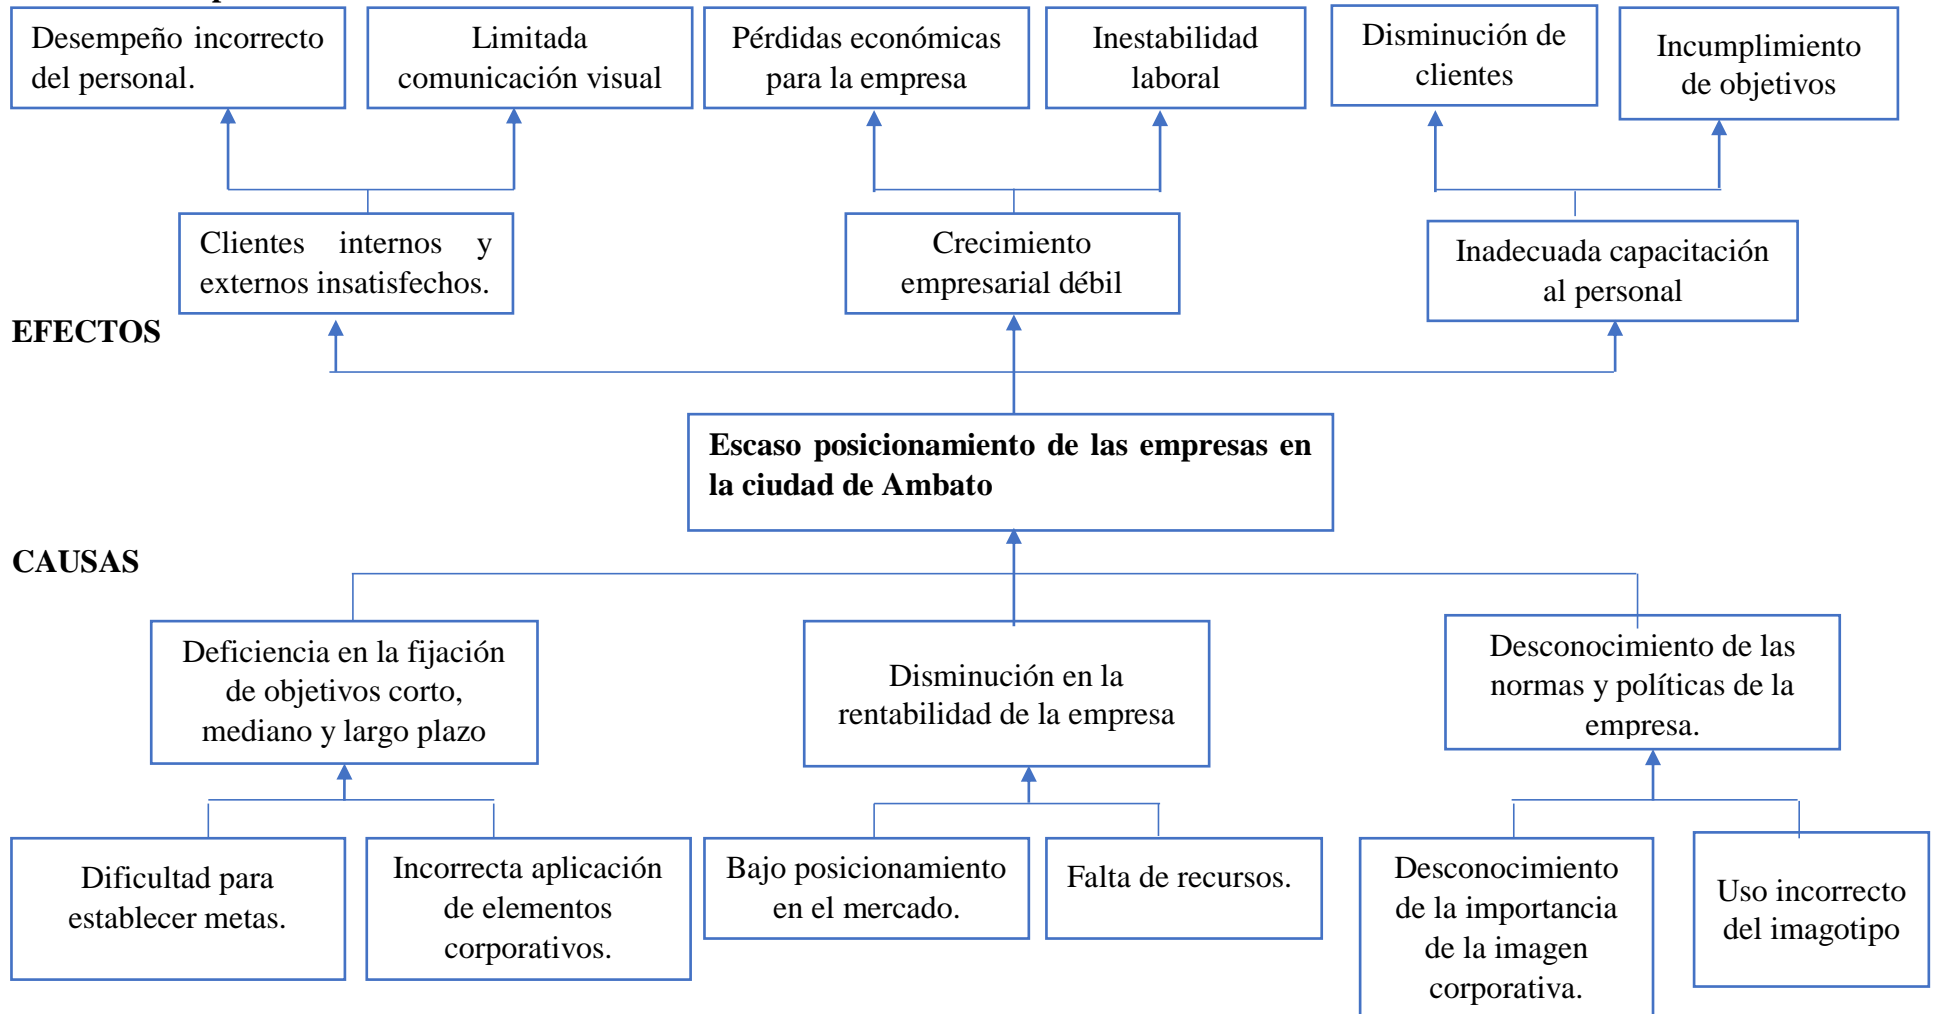 Desempeño incorrecto
del personal.
Limitada
comunicación visual
Pérdidas económicas
para la empresa
Inestabilidad
laboral
Disminución de
clientes
Incumplimiento
de objetivos
Clientes internos y
externos insatisfechos.
Crecimiento
empresarial débil
Inadecuada capacitación
al personal
EFECTOS
Escaso posicionamiento de las empresas en
la ciudad de Ambato
CAUSAS
Deficiencia en la fijación
de objetivos corto,
mediano y largo plazo
Disminución en la
rentabilidad de la empresa
Desconocimiento de las
normas y políticas de la
empresa.
Dificultad para
establecer metas.
Incorrecta aplicación
de elementos
corporativos.
Bajo posicionamiento
en el mercado.
Falta de recursos.
Desconocimiento
de la importancia
de la imagen
corporativa.
Uso incorrecto
del imagotipo